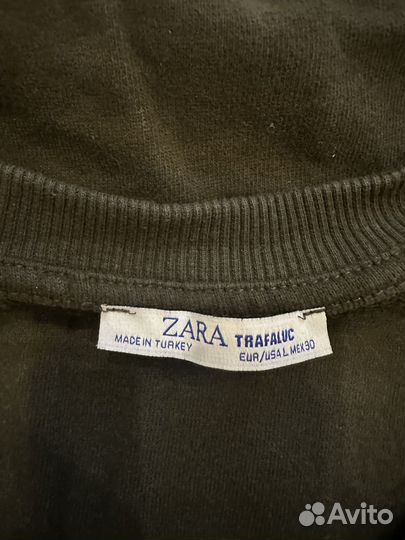 ZARA TRAFALUC
MADE IN TURKEY
EUR/USA L MEX 30
Avito